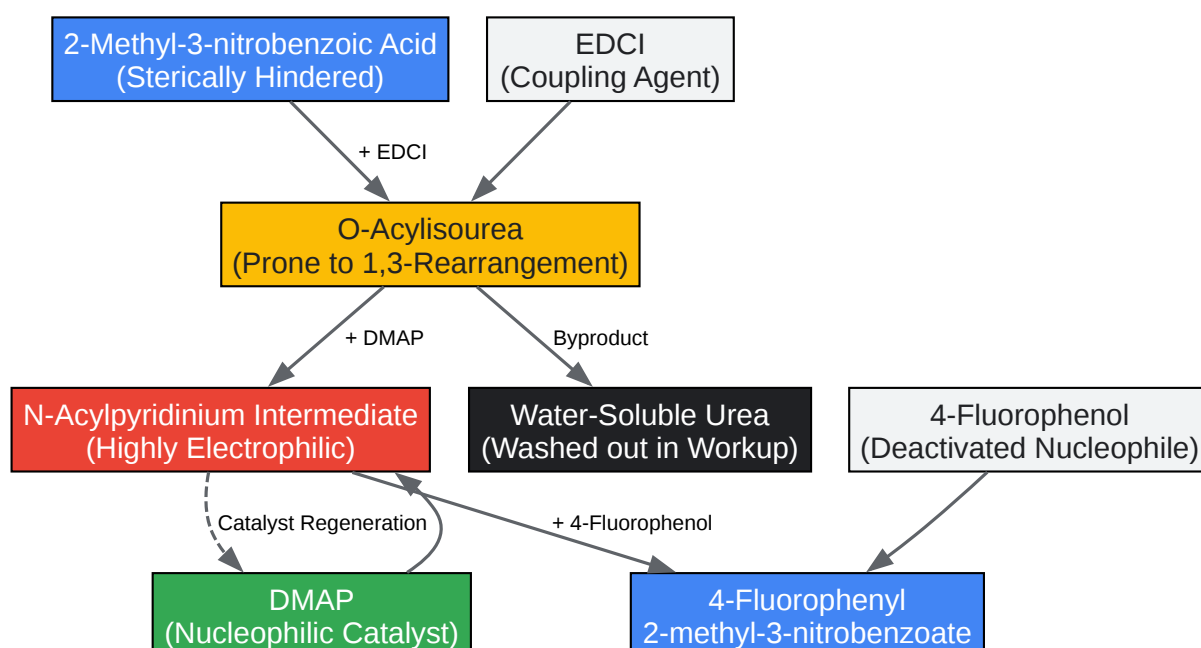 2-Methyl-3-nitrobenzoic Acid
(Sterically Hindered)
EDCI
(Coupling Agent)
+ EDCI
O-Acylisourea
(Prone to 1,3-Rearrangement)
+ DMAP
Byproduct
N-Acylpyridinium Intermediate
(Highly Electrophilic)
Water-Soluble Urea
(Washed out in Workup)
4-Fluorophenol
(Deactivated Nucleophile)
Catalyst Regeneration
+ 4-Fluorophenol
DMAP
(Nucleophilic Catalyst)
4-Fluorophenyl
2-methyl-3-nitrobenzoate